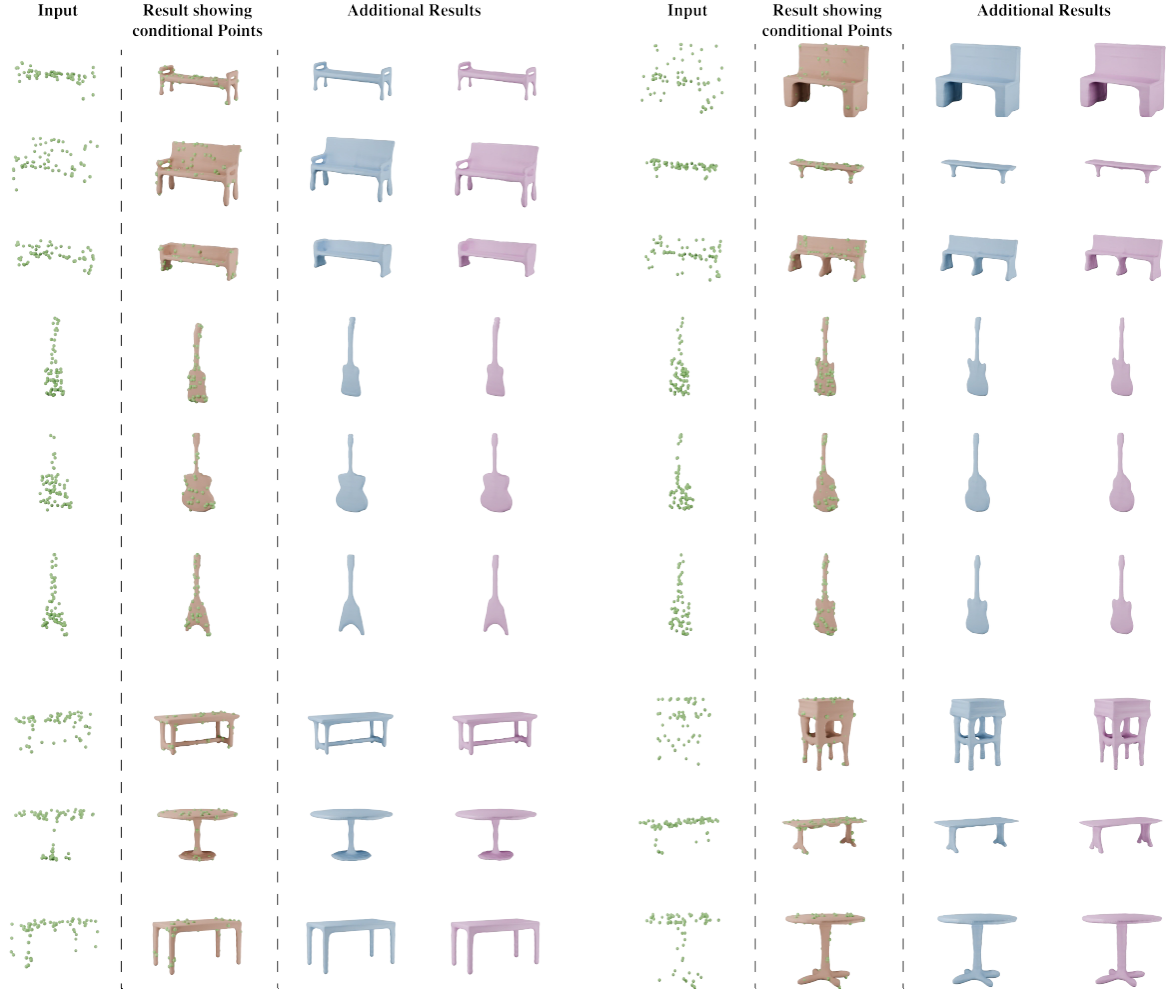 Input
Result showing
conditional Points
Additional Results
Input
Result showing
conditional Points
Additional Results